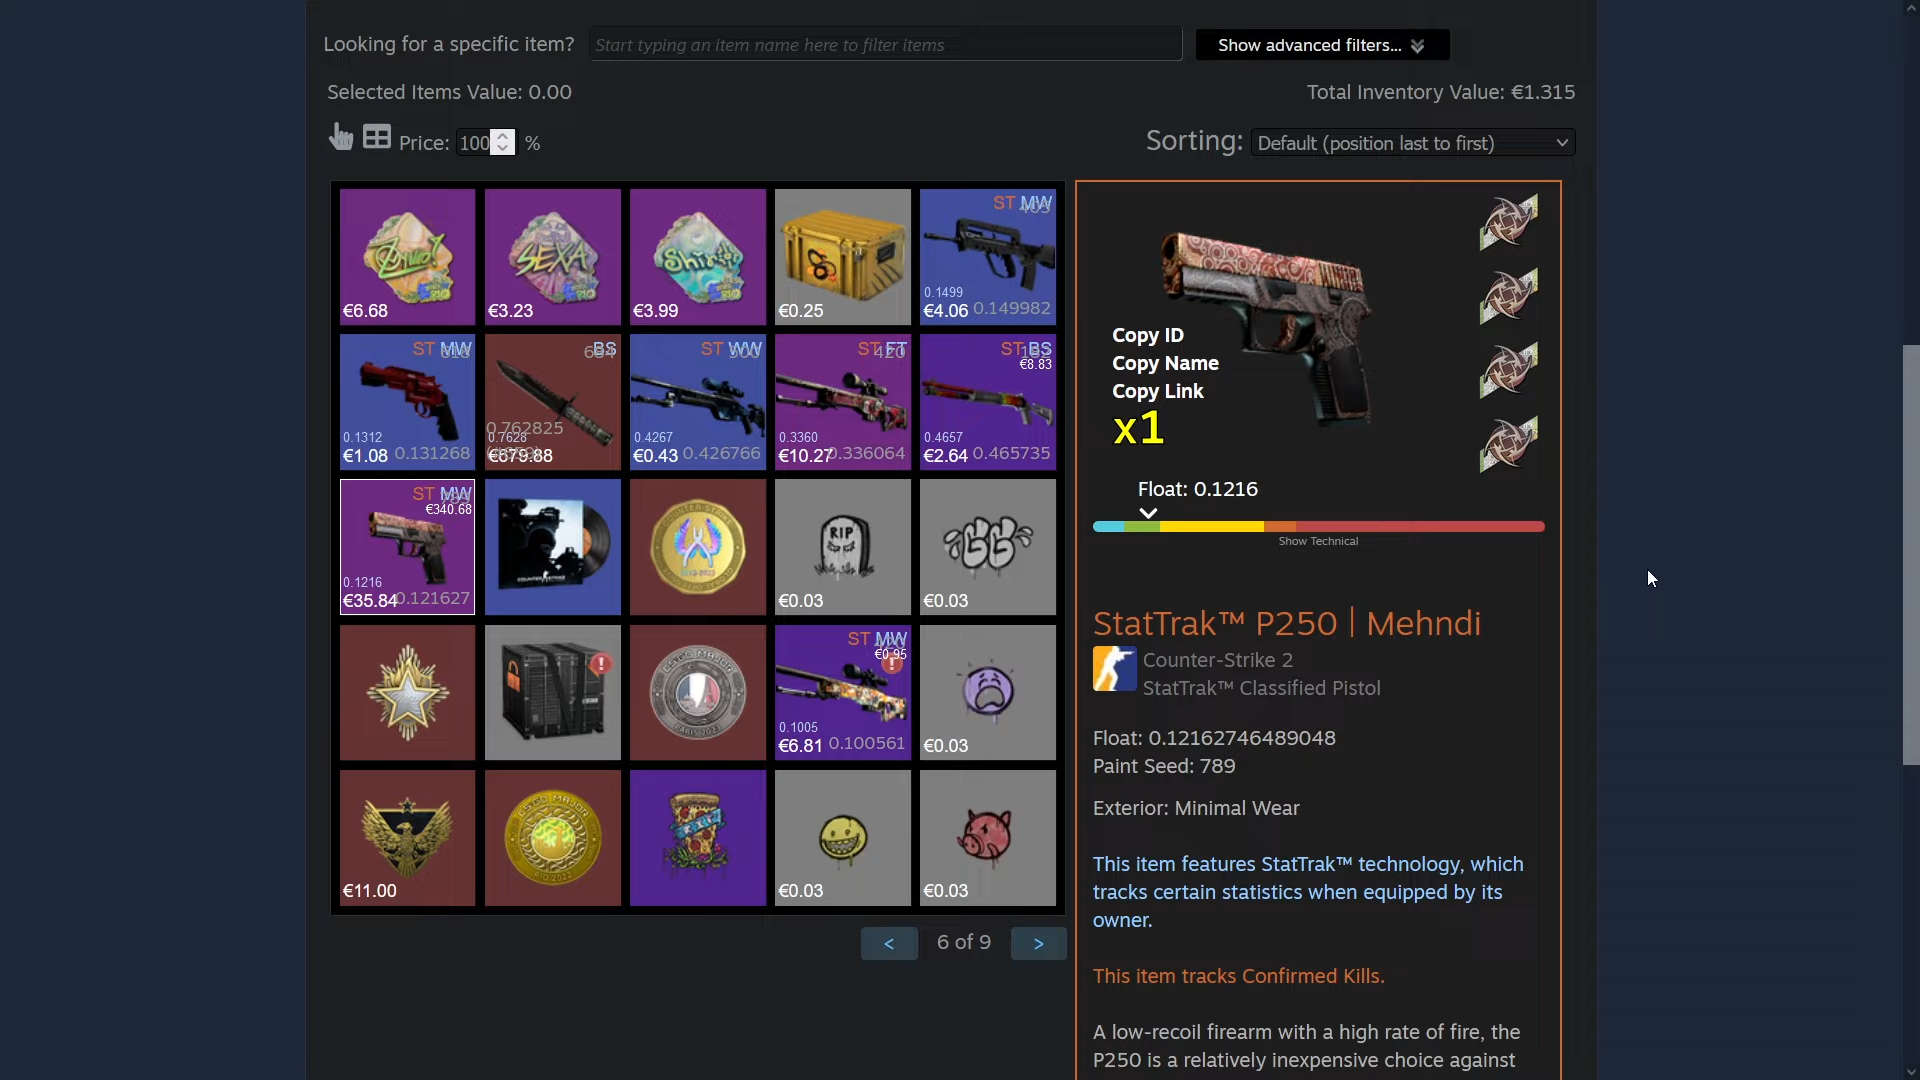 Looking for a specific item?
Start typing an item name here to filter items
Show advanced filters...
Selected Items Value: 0.00
Total Inventory Value: €1.315
Price: 100 %
Sorting: Default (position last to first)
€6.68
€3.23
€3.99
€0.25
ST MW
0.1499
€4.06 0.149982
ST MW
0.1312
€1.08 0.131268
BS
0.762825
0.7628
€679.88
ST WW
0.4267
€0.43 0.426766
ST FT
420
0.3360
€10.27 0.336064
ST BS
€8.83
0.4657
€2.64 0.465735
ST MW
789
€340.68
0.1216
€35.84 0.121627
COUNTER-STRIKE
RIP
€0.03
GG
€0.03
ST MW
€0.95
0.1005
€6.81 0.100561
€0.03
€11.00
€0.03
€0.03
< 6 of 9 >
Copy ID
Copy Name
Copy Link
x1
Float: 0.1216
Show Technical
StatTrak™ P250 | Mehndi
Counter-Strike 2
StatTrak™ Classified Pistol
Float: 0.12162746489048
Paint Seed: 789
Exterior: Minimal Wear
This item features StatTrak™ technology, which
tracks certain statistics when equipped by its
owner.
This item tracks Confirmed Kills.
A low-recoil firearm with a high rate of fire, the
P250 is a relatively inexpensive choice against